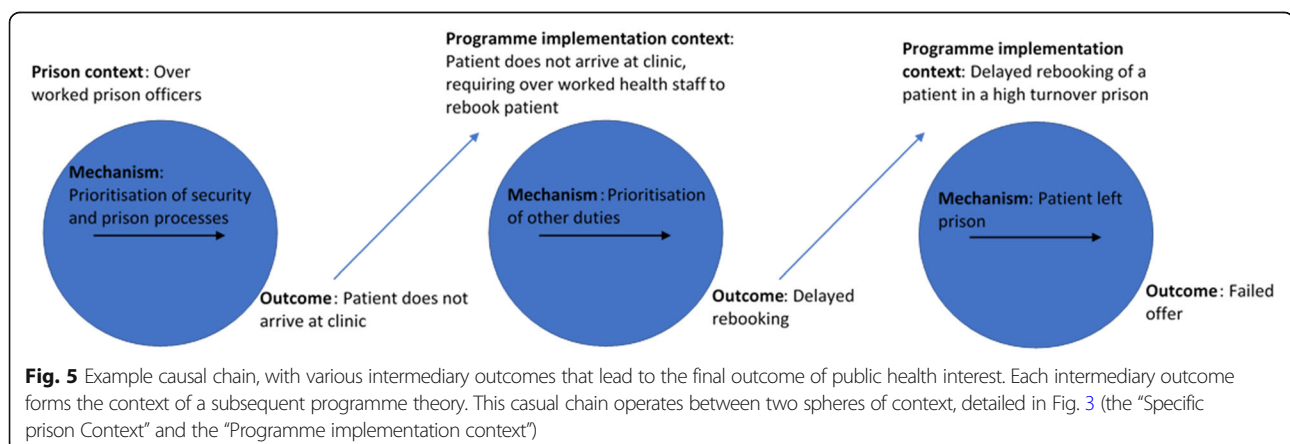 Prison context: Over
worked prison officers
Mechanism:
Prioritisation of security
and prison processes
Outcome: Patient does not
arrive at clinic
Programme implementation context:
Patient does not arrive at clinic,
requiring over worked health staff to
rebook patient
Mechanism: Prioritisation
of other duties
Outcome: Delayed
rebooking
Programme implementation
context: Delayed rebooking of a
patient in a high turnover prison
Mechanism: Patient left
prison
Outcome: Failed
offer
Fig. 5 Example causal chain, with various intermediary outcomes that lead to the final outcome of public health interest. Each intermediary outcome
forms the context of a subsequent programme theory. This casual chain operates between two spheres of context, detailed in Fig. 3 (the “Specific
prison Context” and the “Programme implementation context”)